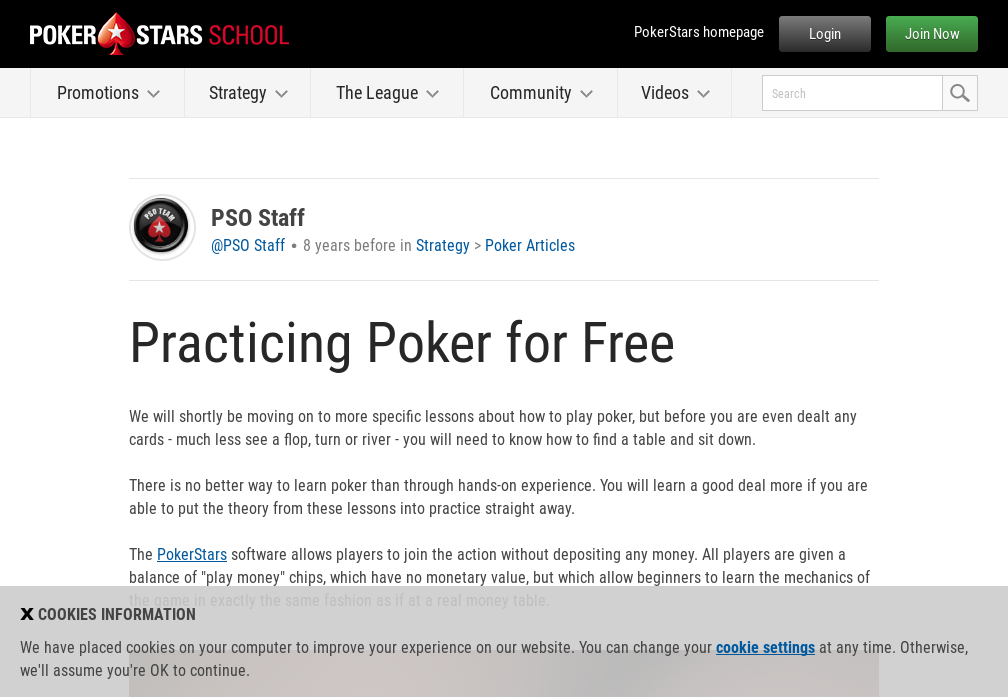 POKER STARS SCHOOL
PokerStars homepage
Login
Join Now
Promotions
Strategy
The League
Community
Videos
Search
PSO TEAM
PSO Staff
@PSO Staff • 8 years before in Strategy > Poker Articles
Practicing Poker for Free
We will shortly be moving on to more specific lessons about how to play poker, but before you are even dealt any
cards - much less see a flop, turn or river - you will need to know how to find a table and sit down.
There is no better way to learn poker than through hands-on experience. You will learn a good deal more if you are
able to put the theory from these lessons into practice straight away.
The PokerStars software allows players to join the action without depositing any money. All players are given a
balance of "play money" chips, which have no monetary value, but which allow beginners to learn the mechanics of
the game in exactly the same fashion as if at a real money table.
X COOKIES INFORMATION
We have placed cookies on your computer to improve your experience on our website. You can change your cookie settings at any time. Otherwise,
we'll assume you're OK to continue.